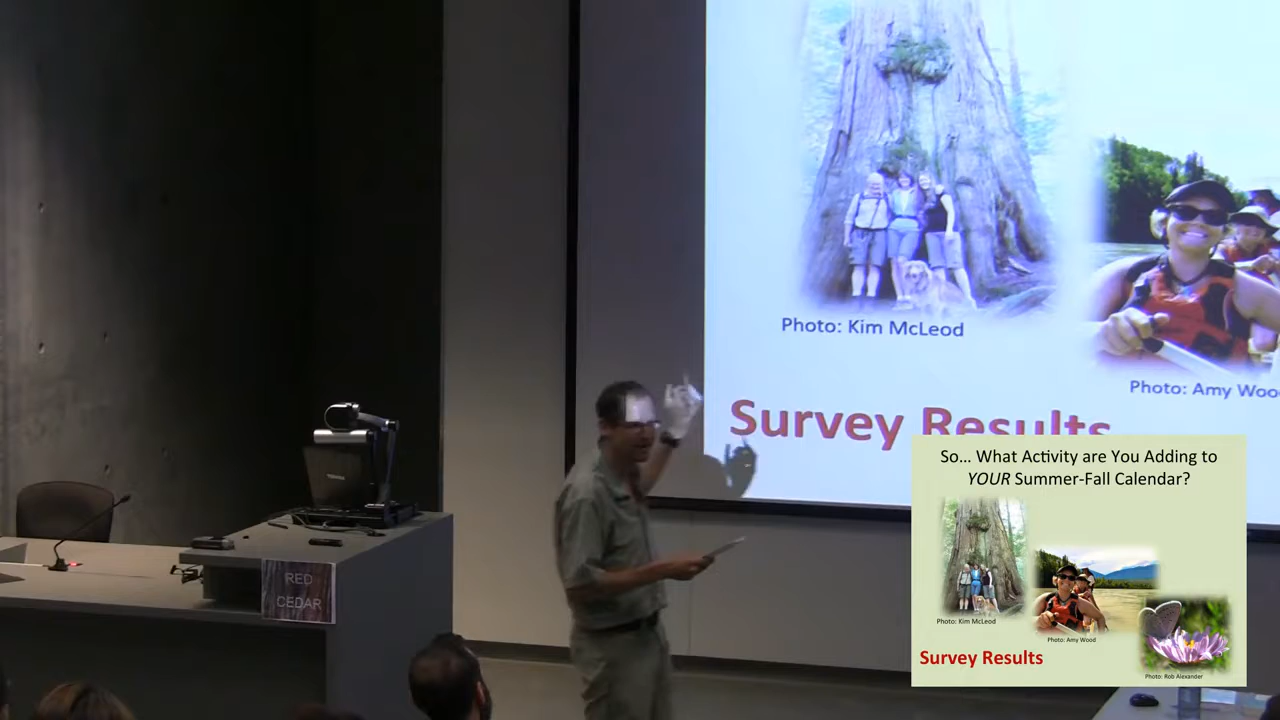 Photo: Kim McLeod
Photo: Amy Woo
Survey Results
TOSHIBA
RED
CEDAR
So... What Activity are You Adding to
YOUR Summer-Fall Calendar?
Photo: Kim McLeod
Photo: Amy Wood
Survey Results
Photo: Rob Alexander